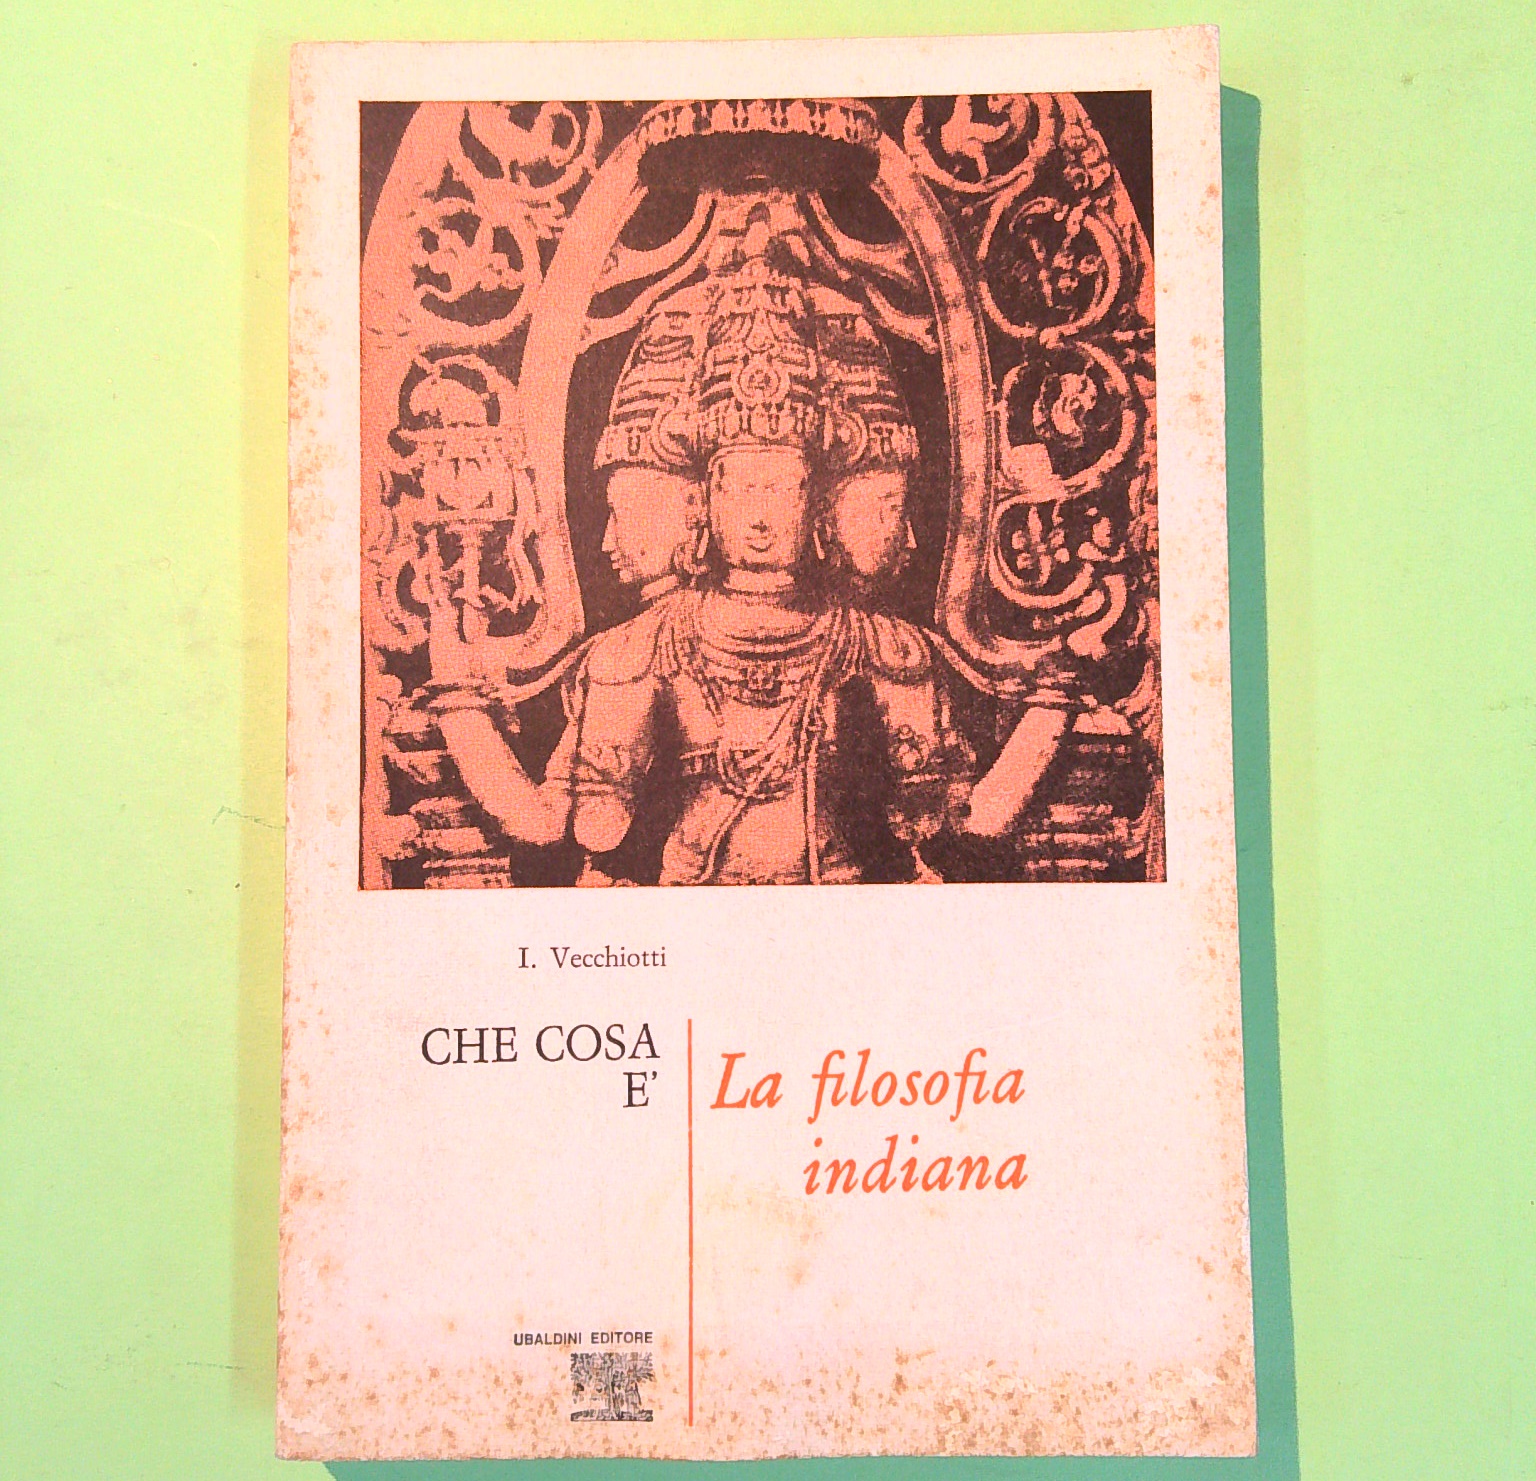 I. Vecchiotti
CHE COSA
E'
La filosofia
indiana
UBALDINI EDITORE